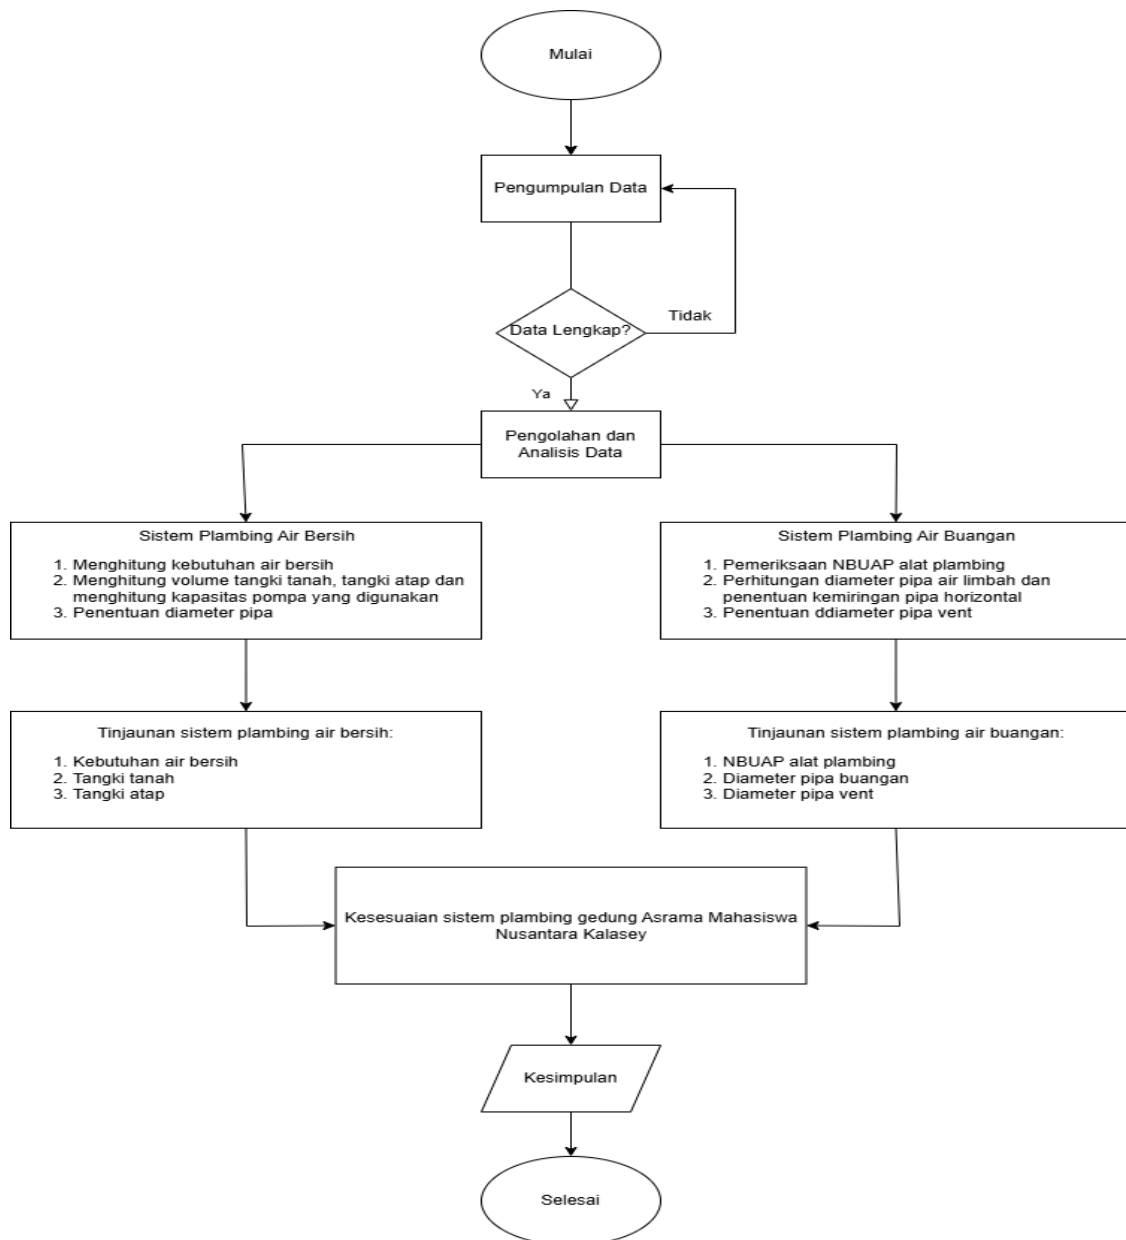 Mulai
Pengumpulan Data
Data Lengkap?
Tidak
Ya
Pengolahan dan
Analisis Data
Sistem Plambing Air Bersih
1. Menghitung kebutuhan air bersih
2. Menghitung volume tangki tanah, tangki atap dan
menghitung kapasitas pompa yang digunakan
3. Penentuan diameter pipa
Sistem Plambing Air Buangan
1. Pemeriksaan NBUAP alat plambing
2. Perhitungan diameter pipa air limbah dan
penentuan kemiringan pipa horizontal
3. Penentuan ddiameter pipa vent
Tinjaunan sistem plambing air bersih:
1. Kebutuhan air bersih
2. Tangki tanah
3. Tangki atap
Tinjaunan sistem plambing air buangan:
1. NBUAP alat plambing
2. Diameter pipa buangan
3. Diameter pipa vent
Kesesuaian sistem plambing gedung Asrama Mahasiswa
Nusantara Kalasey
Kesimpulan
Selesai